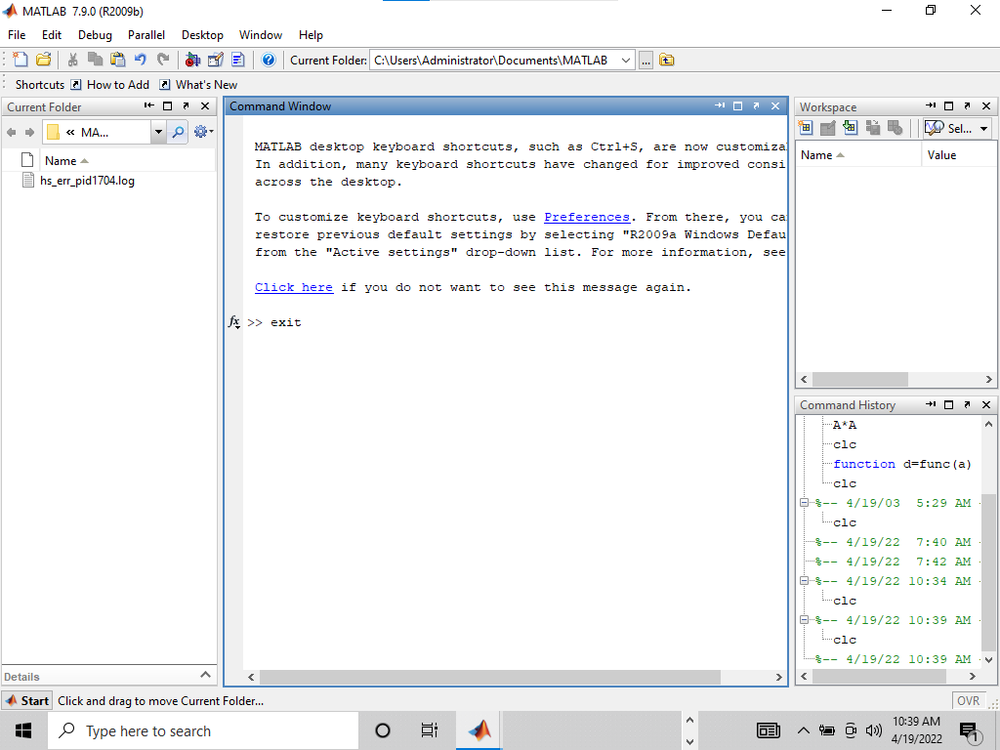 MATLAB 7.9.0 (R2009b)
File Edit Debug Parallel Desktop Window Help
Current Folder: C:\Users\Administrator\Documents\MATLAB ...
Shortcuts How to Add What's New
Current Folder
« MA...
Name
hs_err_pid1704.log
Details
Command Window
MATLAB desktop keyboard shortcuts, such as Ctrl+S, are now customiza
In addition, many keyboard shortcuts have changed for improved consi
across the desktop.
To customize keyboard shortcuts, use Preferences. From there, you ca
restore previous default settings by selecting "R2009a Windows Defau
from the "Active settings" drop-down list. For more information, see
Click here if you do not want to see this message again.
fx >> exit
Workspace
Sel...
Name Value
Command History
A*A
clc
function d=func(a)
clc
%-- 4/19/03 5:29 AM
clc
%-- 4/19/22 7:40 AM
%-- 4/19/22 7:42 AM
%-- 4/19/22 10:34 AM
clc
%-- 4/19/22 10:39 AM
clc
%-- 4/19/22 10:39 AM
Start Click and drag to move Current Folder...
OVR
Type here to search
10:39 AM
4/19/2022
1